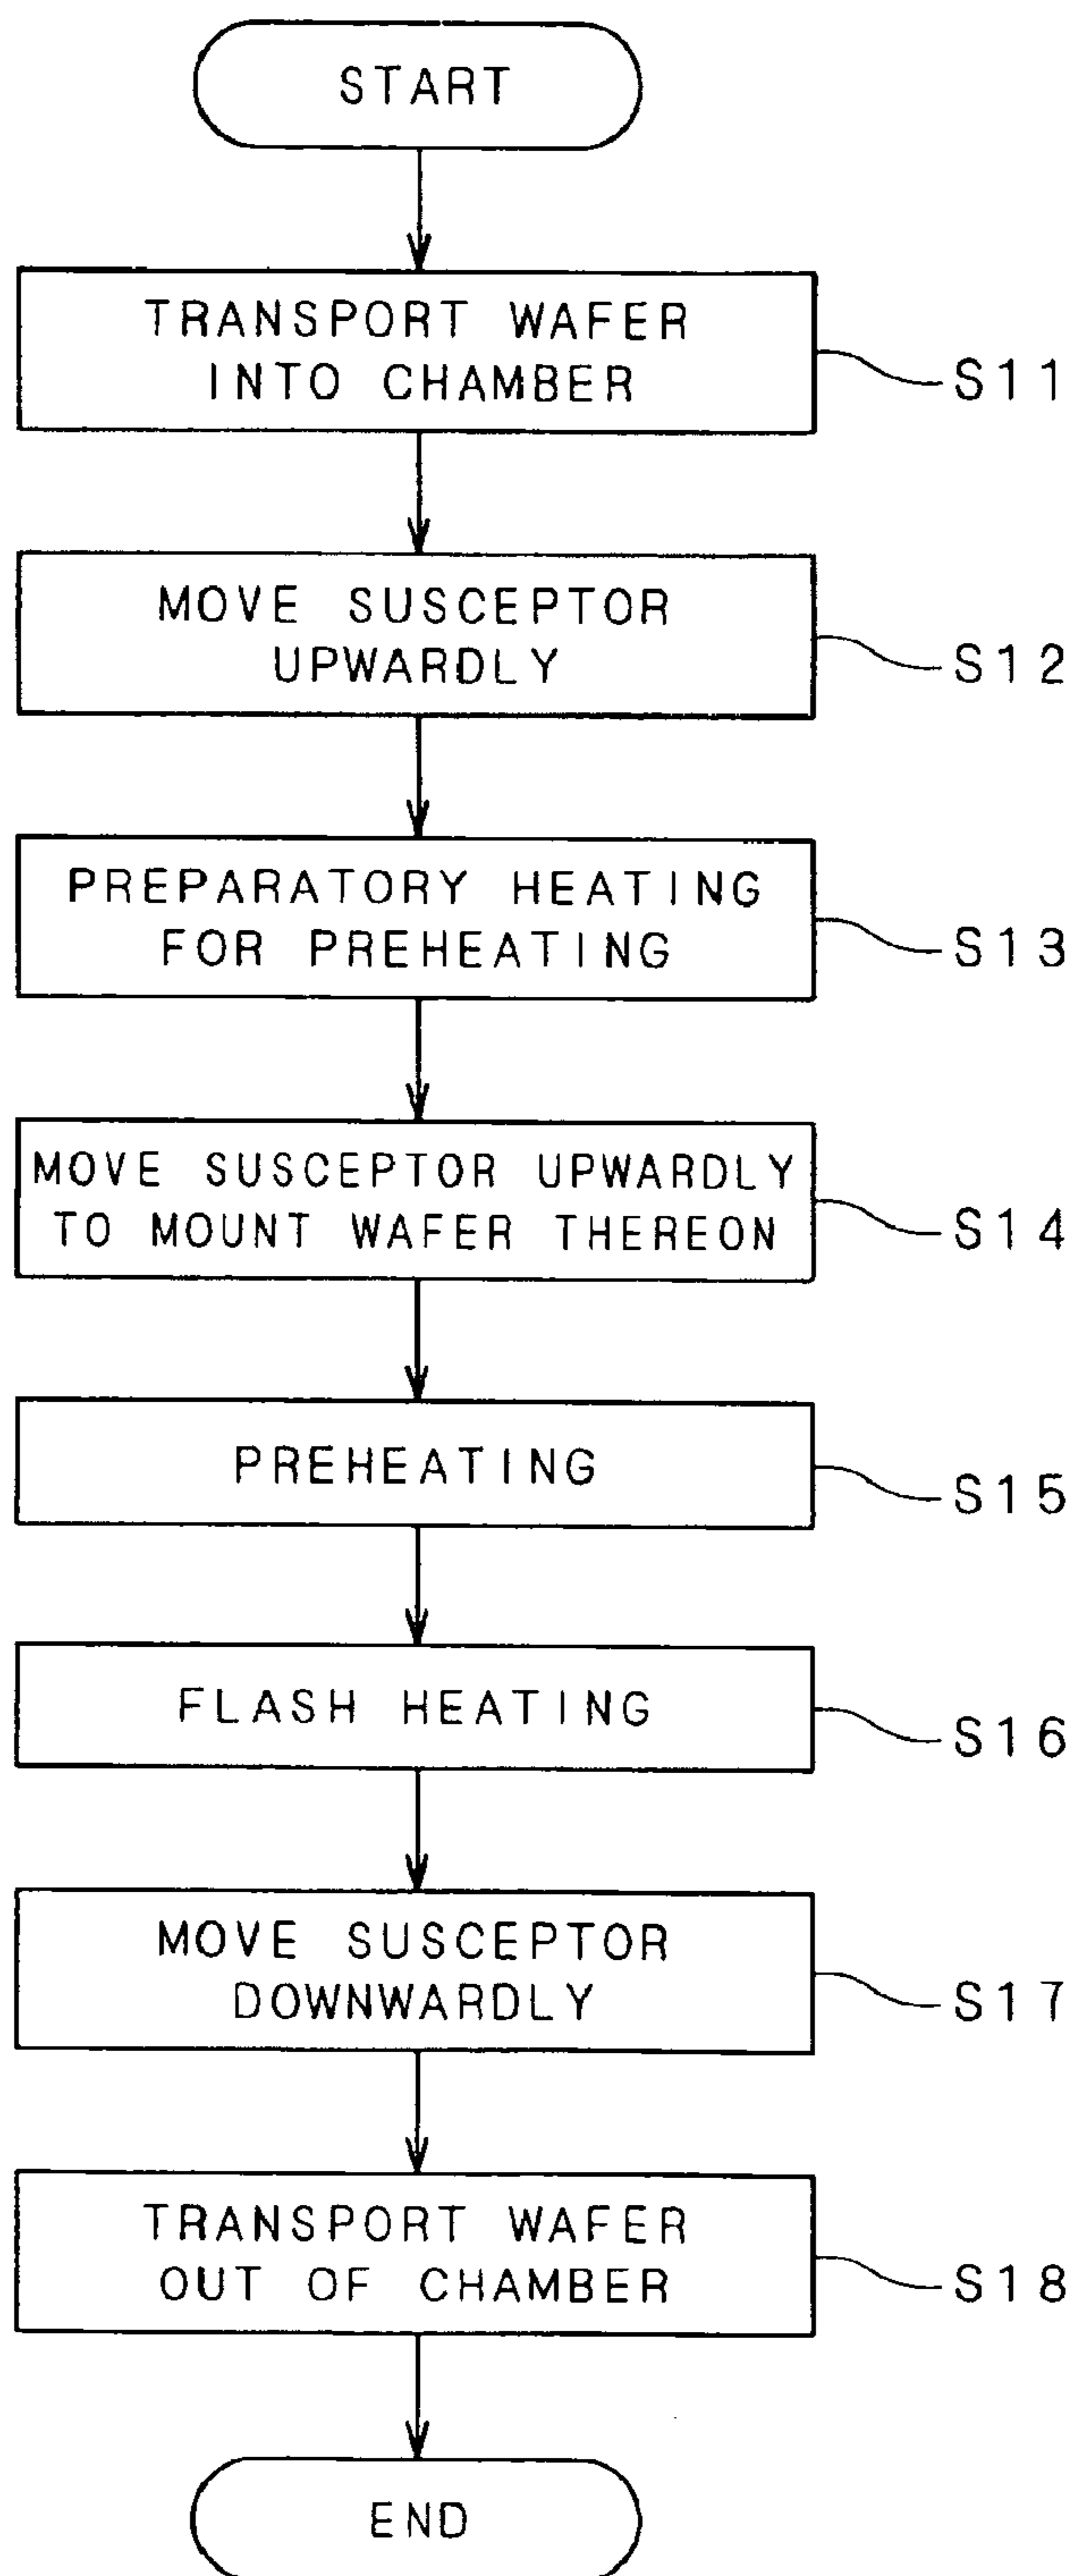 START
TRANSPORT WAFER
INTO CHAMBER
S11
MOVE SUSCEPTOR
UPWARDLY
S12
PREPARATORY HEATING
FOR PREHEATING
S13
MOVE SUSCEPTOR UPWARDLY
TO MOUNT WAFER THEREON
S14
PREHEATING
S15
FLASH HEATING
S16
MOVE SUSCEPTOR
DOWNWARDLY
S17
TRANSPORT WAFER
OUT OF CHAMBER
S18
END